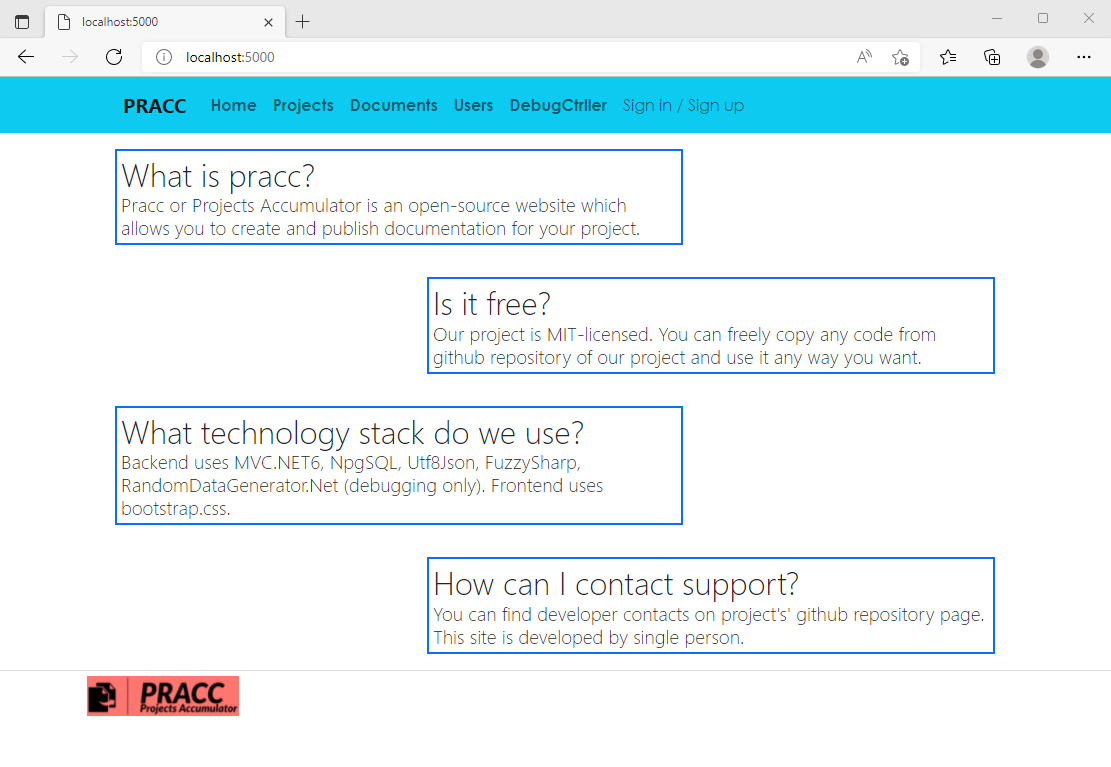 localhost:5000
localhost:5000
PRACC Home Projects Documents Users DebugCtrller Sign in / Sign up
What is pracc?
Pracc or Projects Accumulator is an open-source website which
allows you to create and publish documentation for your project.
Is it free?
Our project is MIT-licensed. You can freely copy any code from
github repository of our project and use it any way you want.
What technology stack do we use?
Backend uses MVC.NET6, NpgSQL, Utf8Json, FuzzySharp,
RandomDataGenerator.Net (debugging only). Frontend uses
bootstrap.css.
How can I contact support?
You can find developer contacts on project's' github repository page.
This site is developed by single person.
PRACC
Projects Accumulator